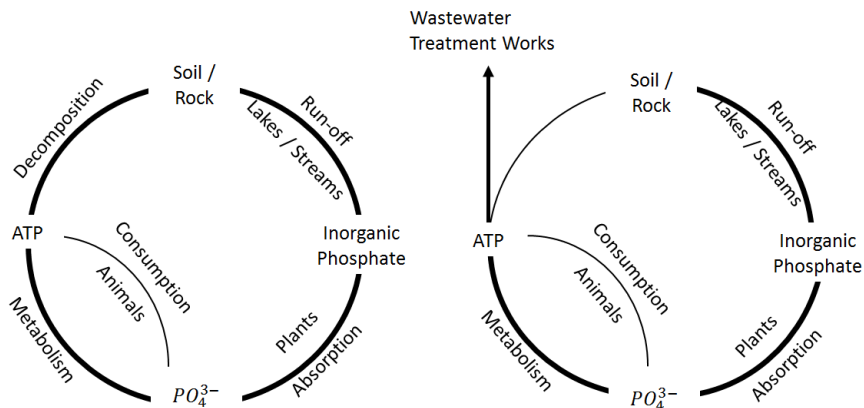 Soil /
Rock
Decomposition
Run-off
Lakes / Streams
ATP
Consumption
Animals
Inorganic
Phosphate
Metabolism
Plants
Absorption
PO₄³⁻
Wastewater
Treatment Works
Soil /
Rock
Run-off
Lakes / Streams
ATP
Consumption
Animals
Inorganic
Phosphate
Metabolism
Plants
Absorption
PO₄³⁻